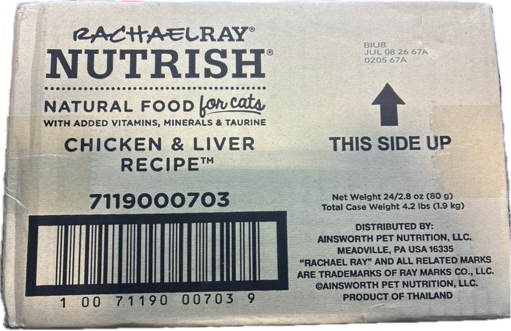 RACHAELRAY®
NUTRISH®
NATURAL FOOD for cats
WITH ADDED VITAMINS, MINERALS & TAURINE
CHICKEN & LIVER
RECIPE™
7119000703
1 00 71190 00703 9
BIUB
JUL 08 26 67A
0205 67A
THIS SIDE UP
Net Weight 24/2.8 oz (80 g)
Total Case Weight 4.2 lbs (1.9 kg)
DISTRIBUTED BY:
AINSWORTH PET NUTRITION, LLC.
MEADVILLE, PA USA 16335
"RACHAEL RAY" AND ALL RELATED MARKS
ARE TRADEMARKS OF RAY MARKS CO., LLC.
©AINSWORTH PET NUTRITION, LLC.
PRODUCT OF THAILAND